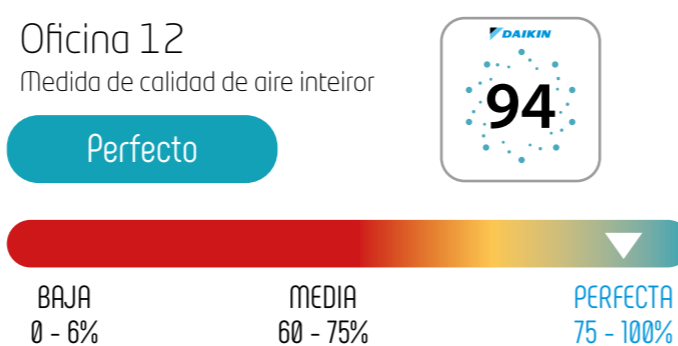 Oficina 12
Medida de calidad de aire inteiror
Perfecto
DAIKIN
94
BAJA
0 - 6%
MEDIA
60 - 75%
PERFECTA
75 - 100%